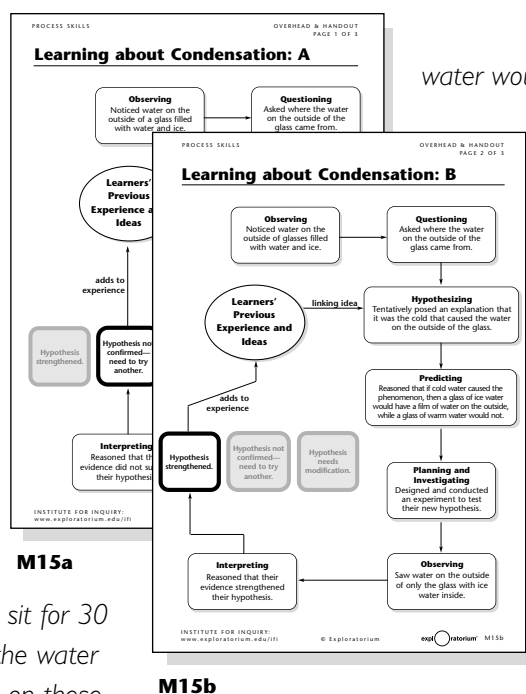 PROCESS SKILLS
OVERHEAD & HANDOUT
PAGE 1 OF 3
Learning about Condensation: A
Observing
Noticed water on the
outside of a glass filled
with water and ice.
Questioning
Asked where the water
on the outside of the
glass came from.
Learners'
Previous
Experience
Ideas
adds to
experience
Hypothesis
strengthened.
Hypothesis not
confirmed—
need to try
another.
Interpreting
Reasoned that
evidence did not
their
INSTITUTE FOR INQUIRY:
www.exploratorium.edu/ifi
M15a
water
sit for 30
the water
on these
PROCESS SKILLS
OVERHEAD & HANDOUT
PAGE 2 OF 3
Learning about Condensation: B
Observing
Noticed water on the
outside of glasses filled
with water and ice.
Questioning
Asked where the water
on the outside of the
glass came from.
Learners'
Previous
Experience and
Ideas
linking idea
Hypothesizing
Tentatively posed an explanation that
it was the cold that caused the water
on the outside of the glass.
Predicting
Reasoned that if cold water caused the
phenomenon, then a glass of ice water
would have a film of water on the outside,
while a glass of warm water would not.
adds to
experience
Hypothesis
strengthened.
Hypothesis not
confirmed—
need to try
another.
Hypothesis
needs
modification.
Planning and
Investigating
Designed and conducted
an experiment to test
their new hypothesis.
Interpreting
Reasoned that their
evidence strengthened
their hypothesis.
Observing
Saw water on the outside
of only the glass with ice
water inside.
INSTITUTE FOR INQUIRY:
www.exploratorium.edu/ifi
© Exploratorium
exploratorium M15b
M15b